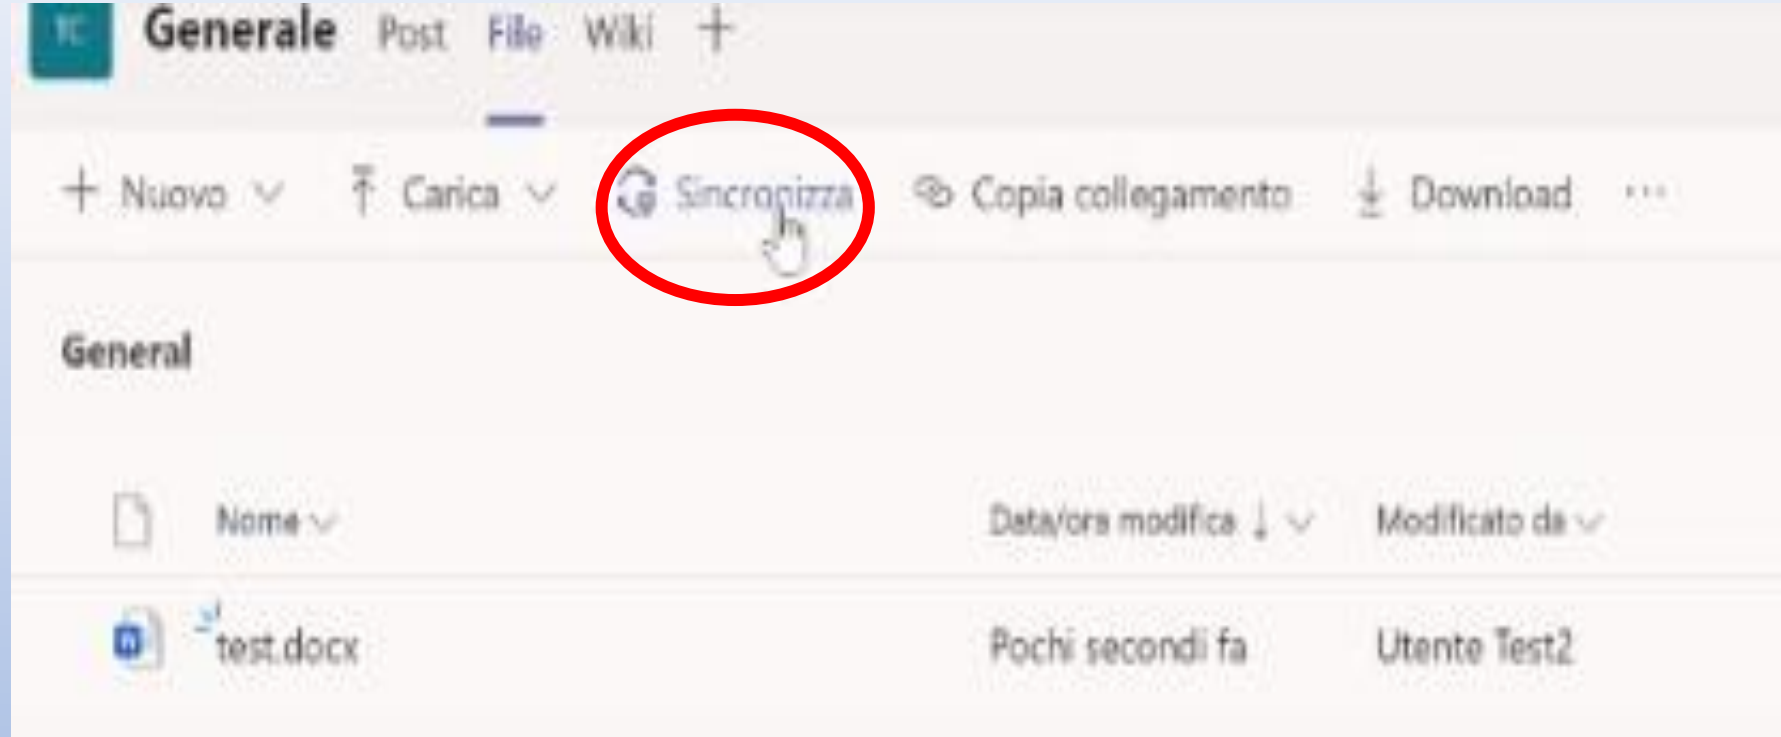 TC Generale Post File Wiki
Nuovo Carica Sincronizza Copia collegamento Download ...
General
Nome Data/ora modifica Modificato da
test.docx Pochi secondi fa Utente Test2